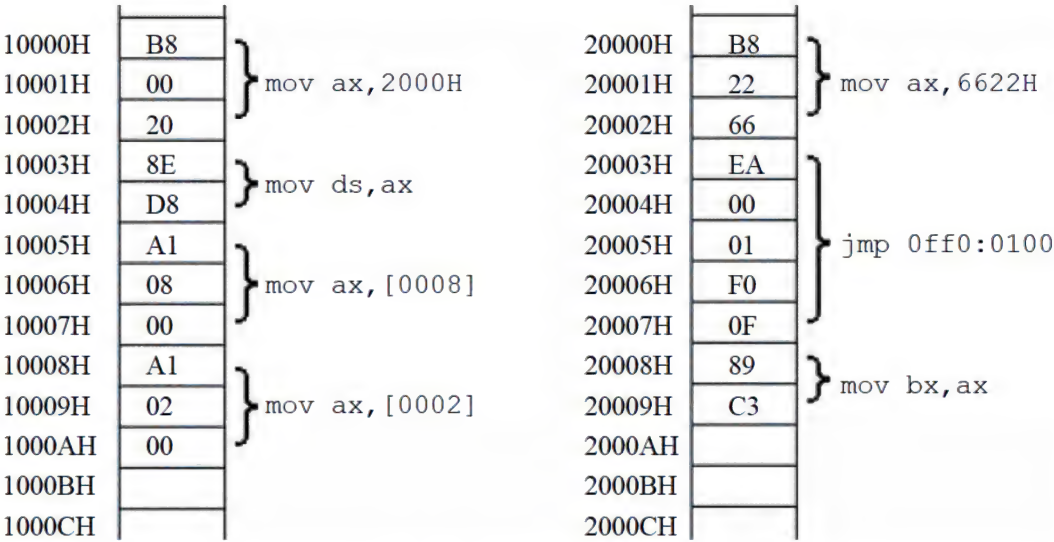 10000H B8
10001H 00 mov ax,2000H
10002H 20
10003H 8E
mov ds,ax
10004H D8
10005H A1
10006H 08 mov ax,[0008]
10007H 00
10008H A1
10009H 02 mov ax,[0002]
1000AH 00
1000BH
1000CH
20000H B8
20001H 22 mov ax,6622H
20002H 66
20003H EA
20004H 00
20005H 01 jmp 0ff0:0100
20006H F0
20007H 0F
20008H 89
mov bx,ax
20009H C3
2000AH
2000BH
2000CH